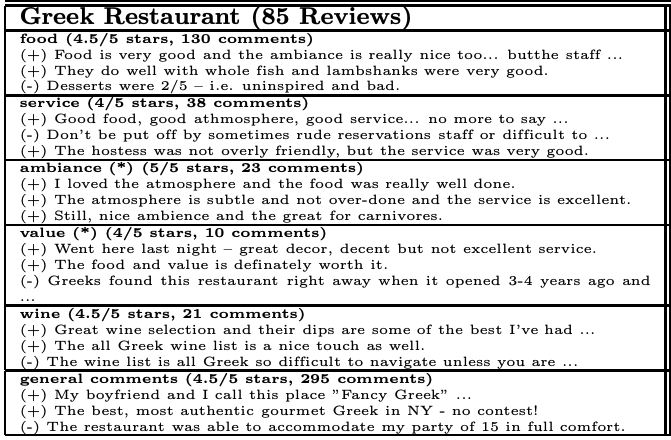 Greek Restaurant (85 Reviews)
food (4.5/5 stars, 130 comments)
(+) Food is very good and the ambiance is really nice too... butthe staff ...
(+) They do well with whole fish and lambshanks were very good.
(-) Desserts were 2/5 – i.e. uninspired and bad.
service (4/5 stars, 38 comments)
(+) Good food, good athmosphere, good service... no more to say ...
(-) Don't be put off by sometimes rude reservations staff or difficult to ...
(+) The hostess was not overly friendly, but the service was very good.
ambiance (*) (5/5 stars, 23 comments)
(+) I loved the atmosphere and the food was really well done.
(+) The atmosphere is subtle and not over-done and the service is excellent.
(+) Still, nice ambience and the great for carnivores.
value (*) (4/5 stars, 10 comments)
(+) Went here last night – great decor, decent but not excellent service.
(+) The food and value is definately worth it.
(-) Greeks found this restaurant right away when it opened 3-4 years ago and
...
wine (4.5/5 stars, 21 comments)
(+) Great wine selection and their dips are some of the best I've had ...
(+) The all Greek wine list is a nice touch as well.
(-) The wine list is all Greek so difficult to navigate unless you are ...
general comments (4.5/5 stars, 295 comments)
(+) My boyfriend and I call this place "Fancy Greek" ...
(+) The best, most authentic gourmet Greek in NY - no contest!
(-) The restaurant was able to accommodate my party of 15 in full comfort.